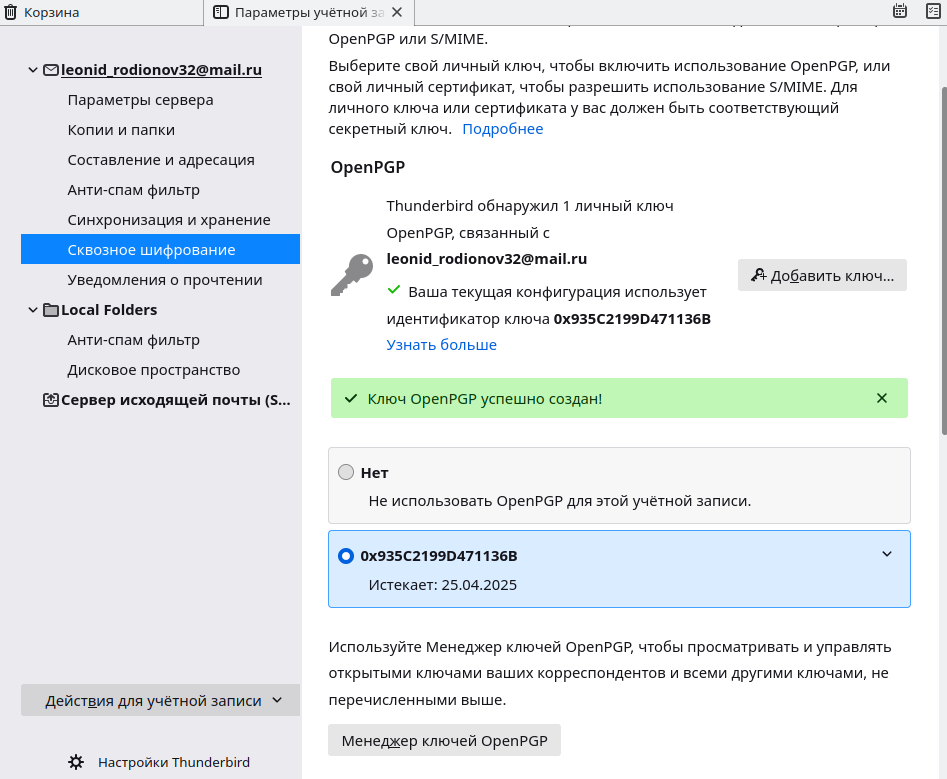 Корзина
Параметры учётной за
leonid_rodionov32@mail.ru
Параметры сервера
Копии и папки
Составление и адресация
Анти-спам фильтр
Синхронизация и хранение
Сквозное шифрование
Уведомления о прочтении
Local Folders
Анти-спам фильтр
Дисковое пространство
Сервер исходящей почты (S...
Действия для учётной записи
Настройки Thunderbird
OpenPGP или S/MIME.
Выберите свой личный ключ, чтобы включить использование OpenPGP, или
свой личный сертификат, чтобы разрешить использование S/MIME. Для
личного ключа или сертификата у вас должен быть соответствующий
секретный ключ. Подробнее
OpenPGP
Thunderbird обнаружил 1 личный ключ
OpenPGP, связанный с
leonid_rodionov32@mail.ru
Ваша текущая конфигурация использует
идентификатор ключа 0x935C2199D471136B
Узнать больше
Добавить ключ...
Ключ OpenPGP успешно создан!
Нет
Не использовать OpenPGP для этой учётной записи.
0x935C2199D471136B
Истекает: 25.04.2025
Используйте Менеджер ключей OpenPGP, чтобы просматривать и управлять
открытыми ключами ваших корреспондентов и всеми другими ключами, не
перечисленными выше.
Менеджер ключей OpenPGP